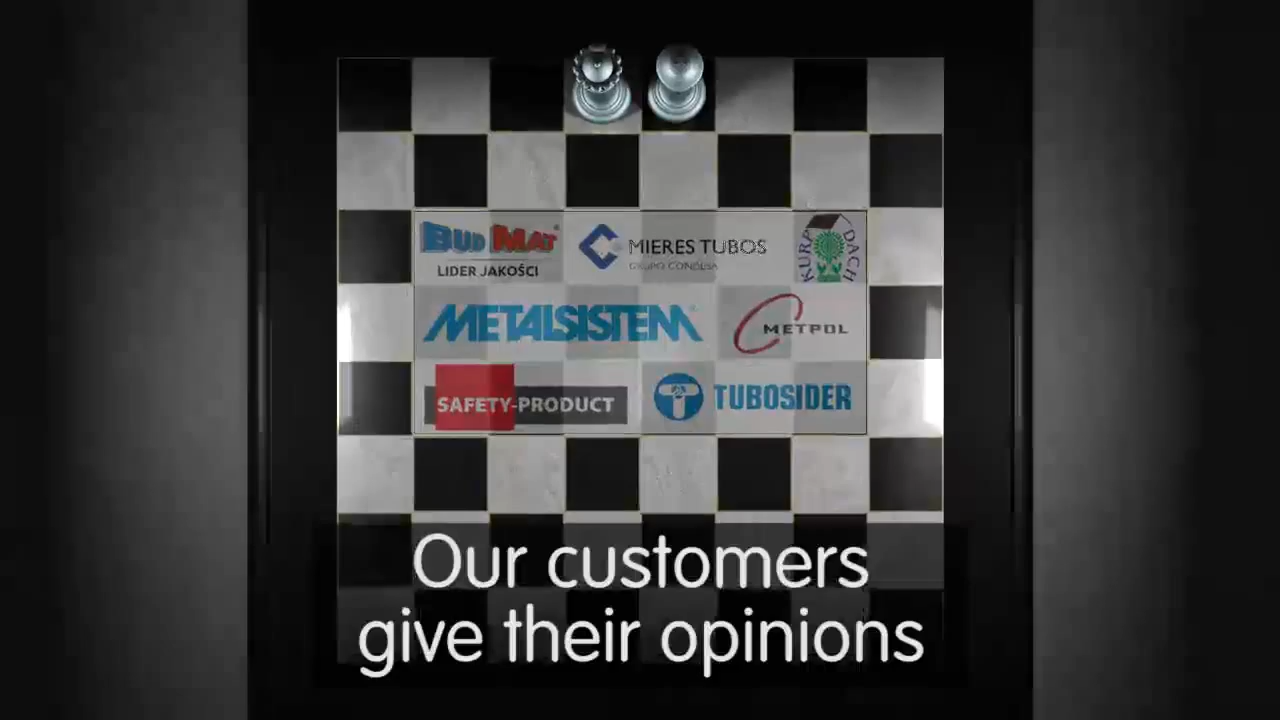 BUD MAT
LIDER JAKOŚCI
MIERES TUBOS
GRUPO CONDESA
KURP DACH
METALSISTEM
METPOL
SAFETY-PRODUCT
TUBOSIDER
Our customers
give their opinions